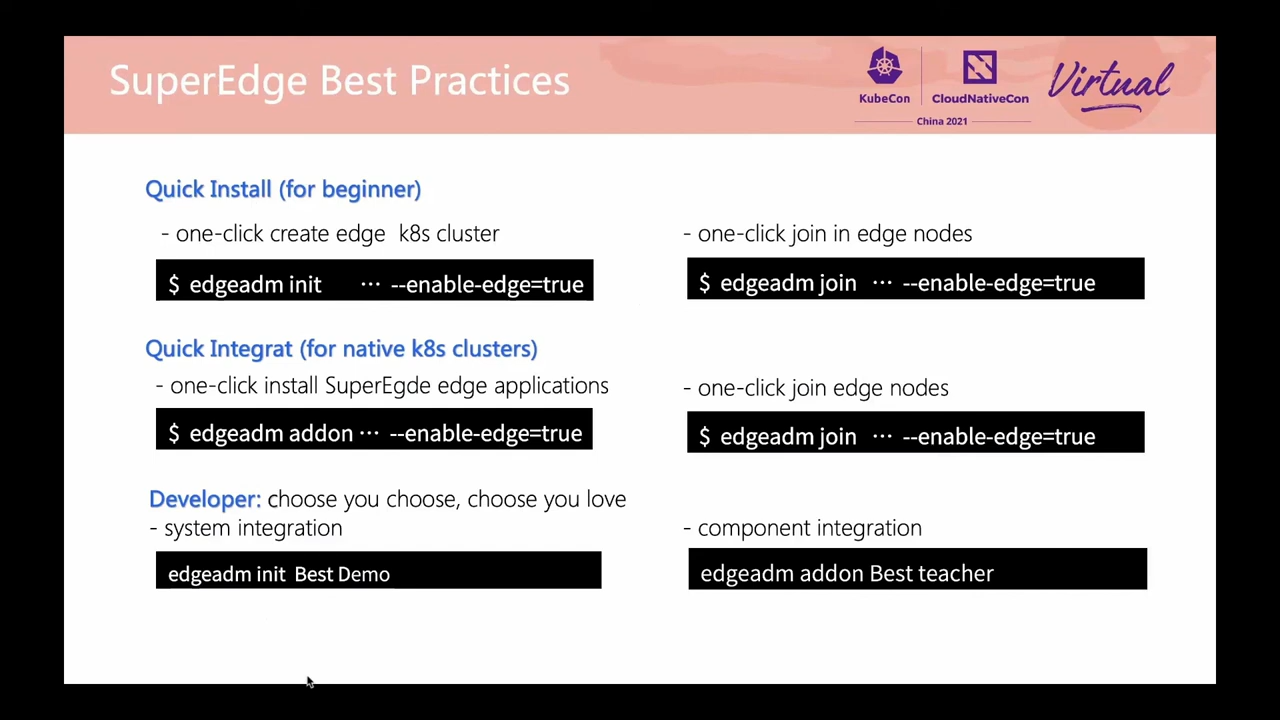 SuperEdge Best Practices
KubeCon
CloudNativeCon
China 2021
Virtual
Quick Install (for beginner)
- one-click create edge k8s cluster
- one-click join in edge nodes
$ edgeadm init ··· --enable-edge=true
$ edgeadm join ··· --enable-edge=true
Quick Integrat (for native k8s clusters)
- one-click install SuperEgde edge applications
- one-click join edge nodes
$ edgeadm addon ··· --enable-edge=true
$ edgeadm join ··· --enable-edge=true
Developer: choose you choose, choose you love
- system integration
- component integration
edgeadm init Best Demo
edgeadm addon Best teacher